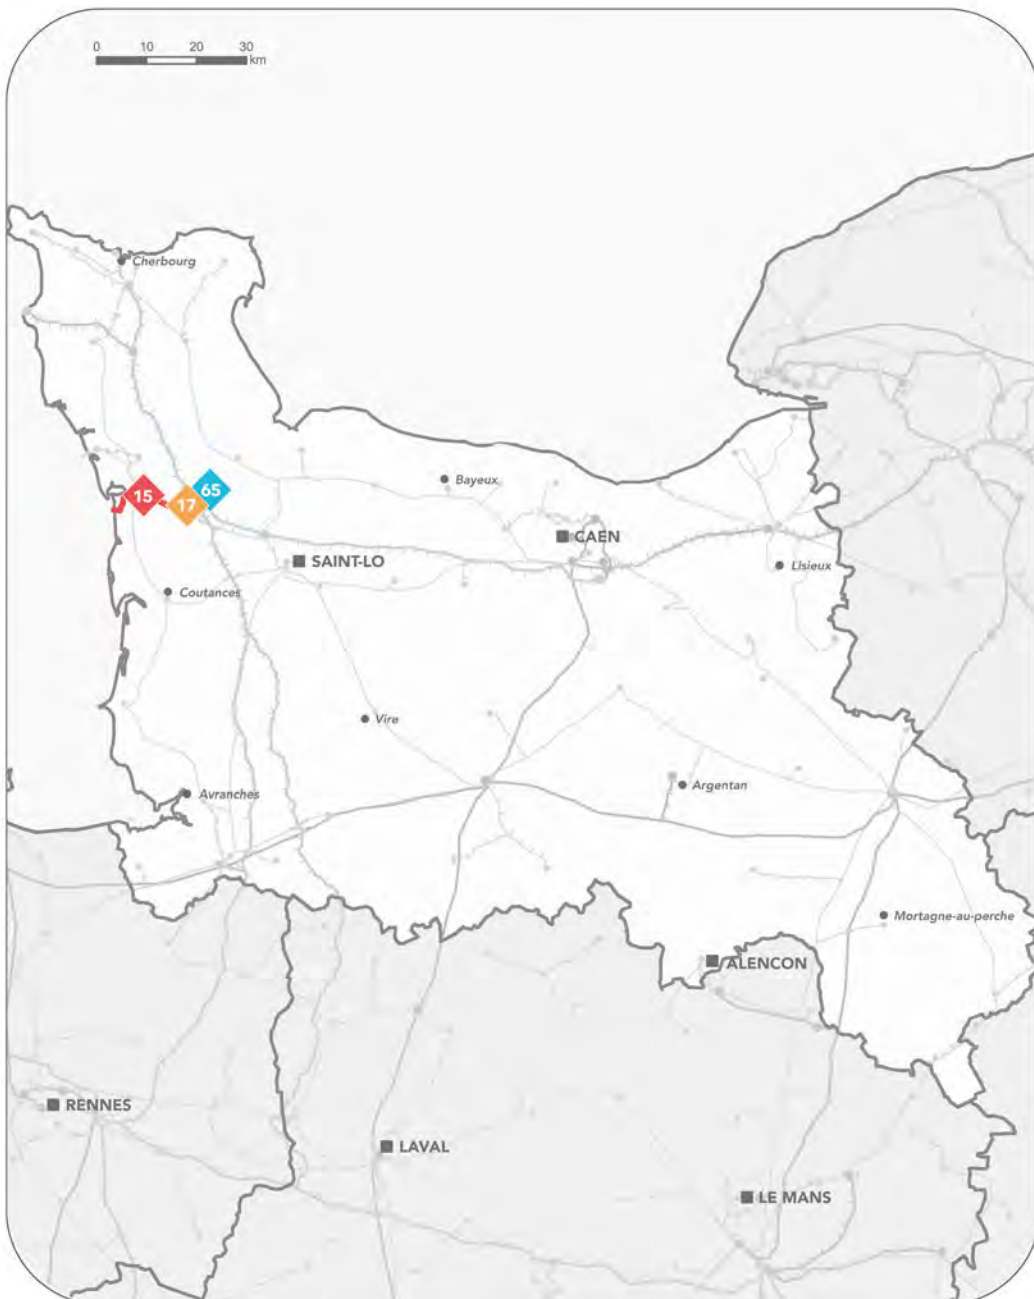 0 10 20 30
km
Cherbourg
65
15
17
Bayeux
CAEN
SAINT-LO
Lisieux
Coutances
Vire
Argentan
Avranches
Mortagne-au-perche
ALENCON
RENNES
LAVAL
LE MANS